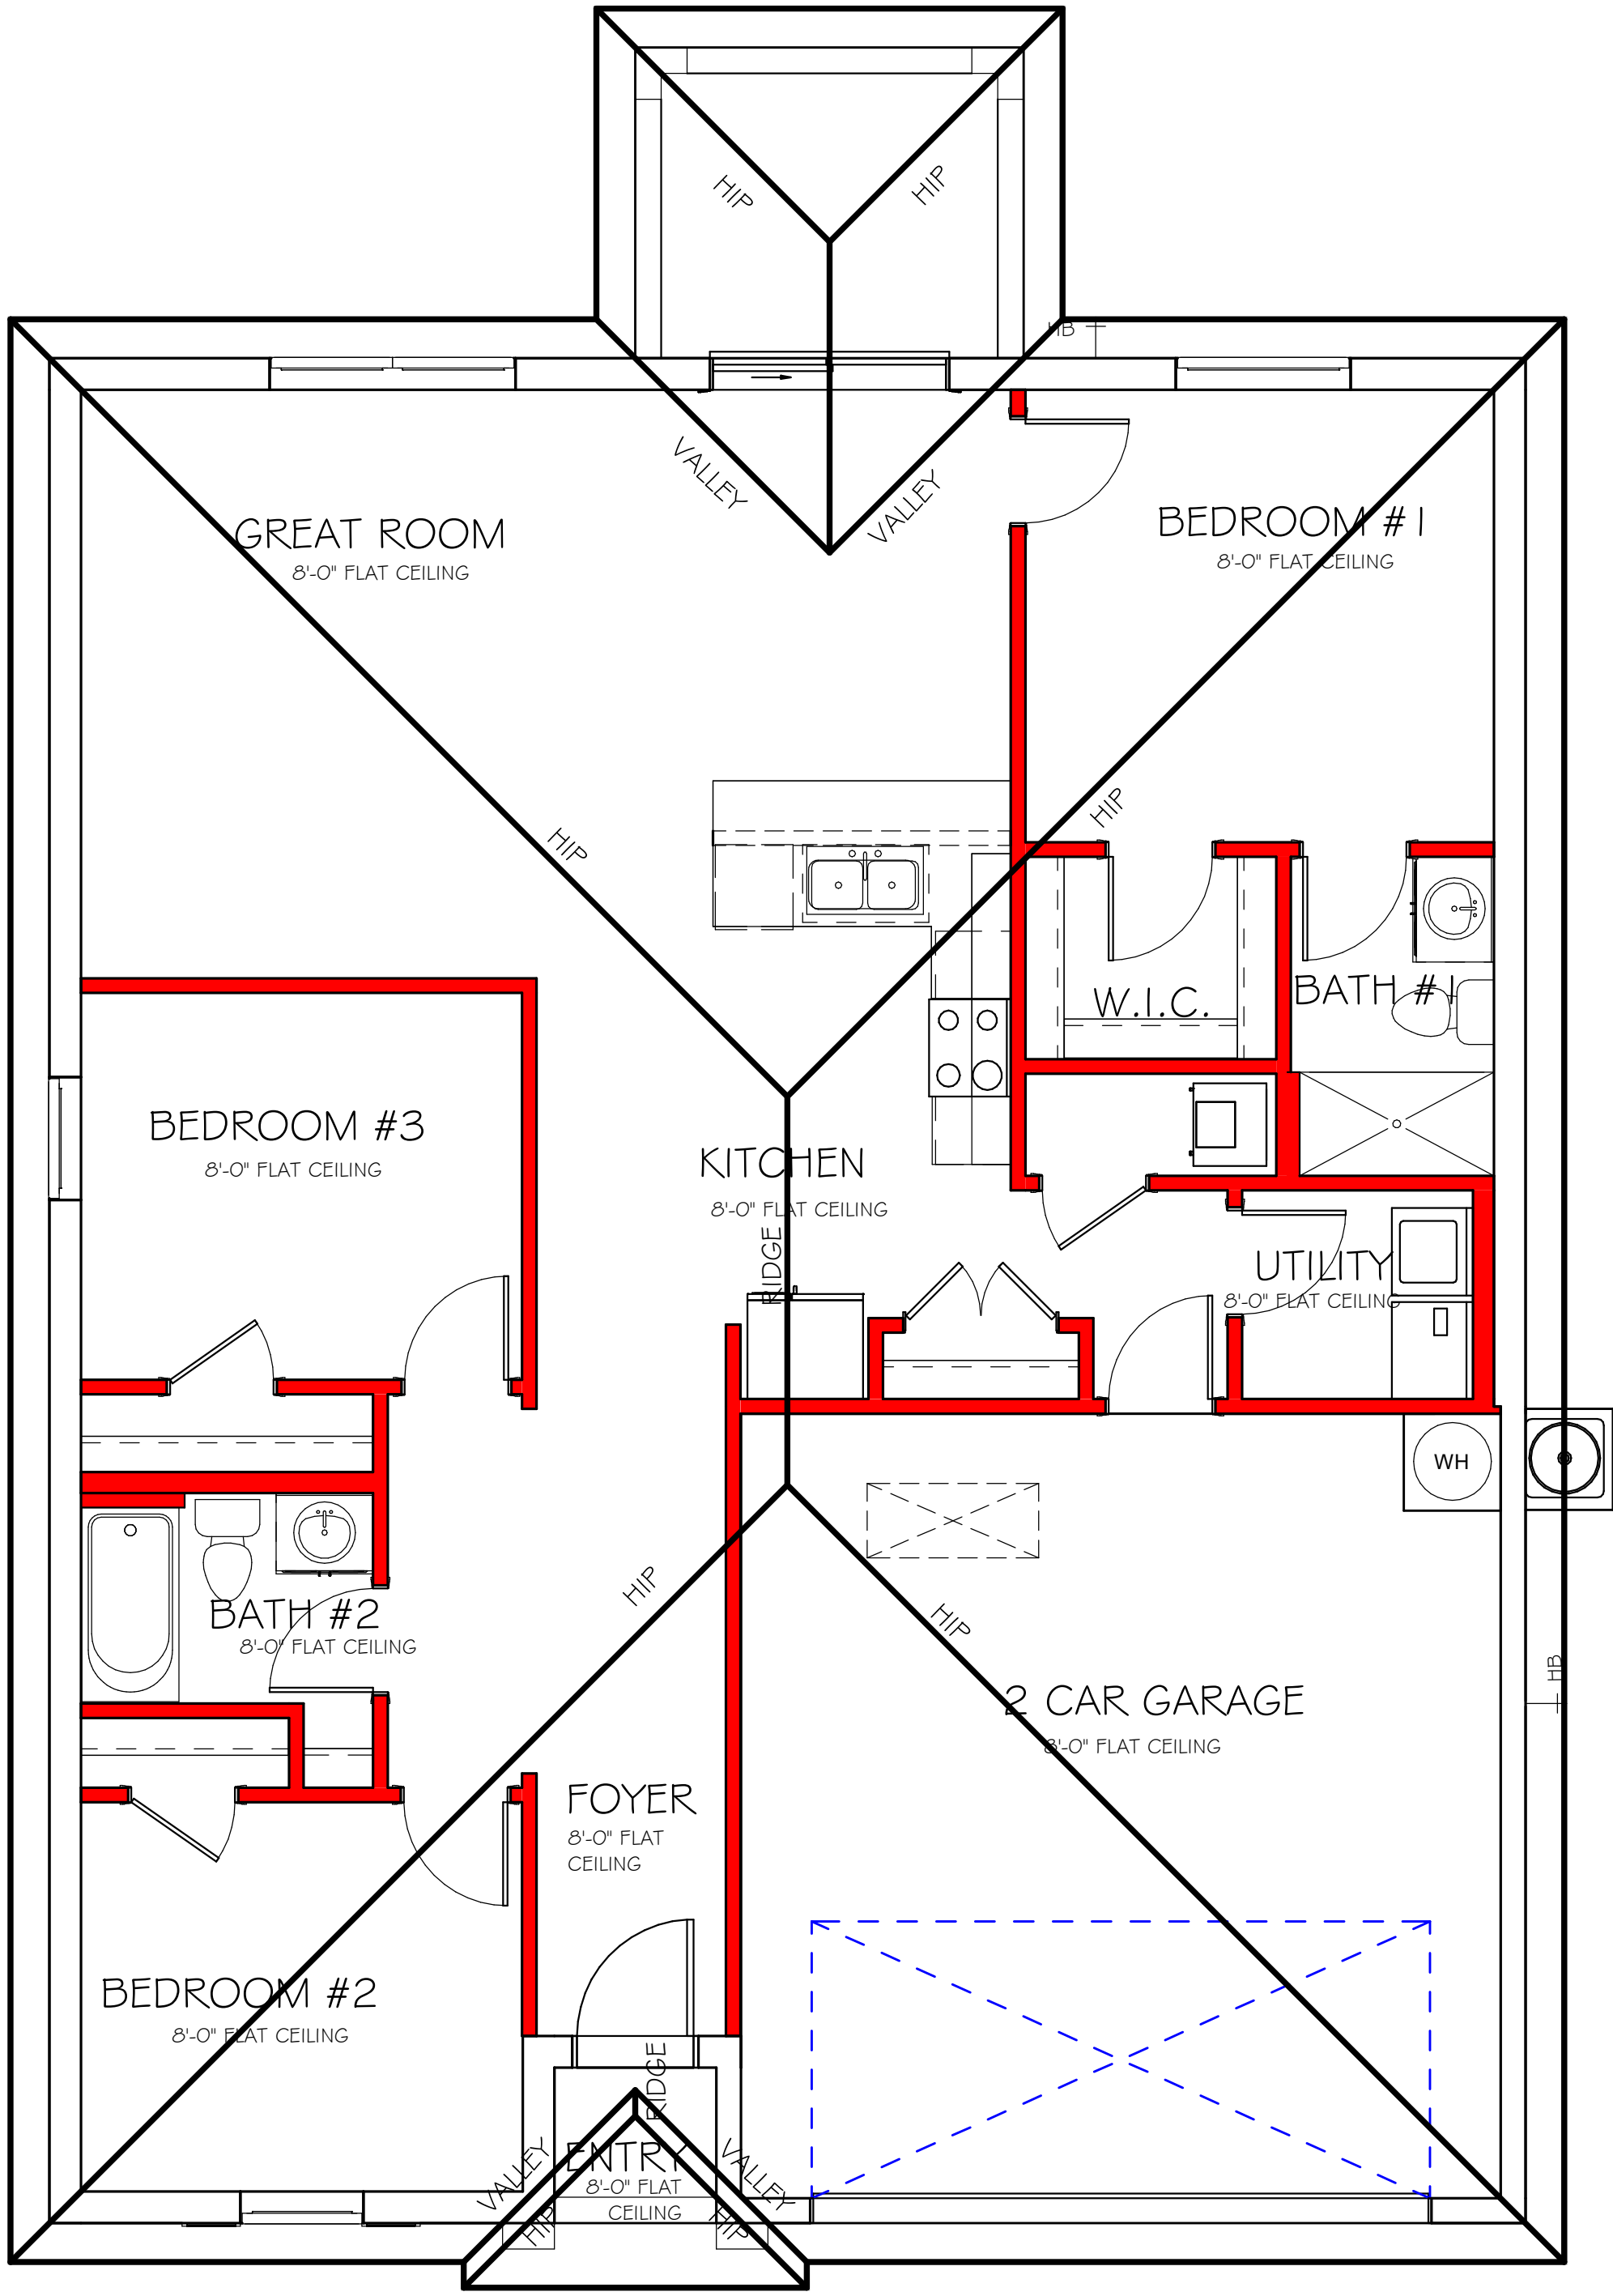 HIP
HIP
HB
VALLEY
VALLEY
GREAT ROOM
8'-0" FLAT CEILING
BEDROOM #1
8'-0" FLAT CEILING
HIP
HIP
W.I.C.
BATH #1
BEDROOM #3
8'-0" FLAT CEILING
KITCHEN
8'-0" FLAT CEILING
RIDGE
UTILITY
8'-0" FLAT CEILING
WH
HIP
HIP
BATH #2
8'-0" FLAT CEILING
HB
2 CAR GARAGE
8'-0" FLAT CEILING
FOYER
8'-0" FLAT
CEILING
BEDROOM #2
8'-0" FLAT CEILING
RIDGE
VALLEY
ENTRY
VALLEY
8'-0" FLAT
CEILING
HIP
HIP